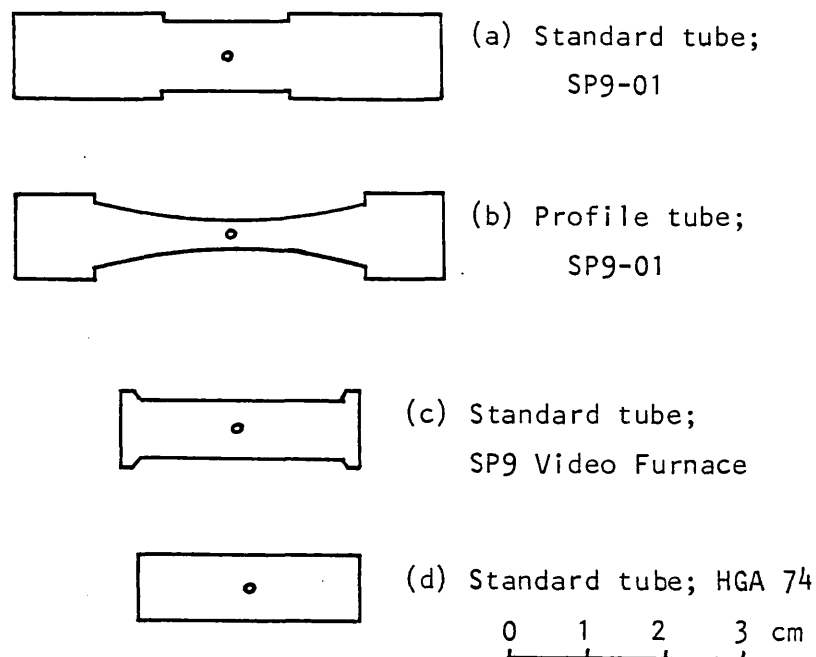 (a) Standard tube;
SP9-01
(b) Profile tube;
SP9-01
(c) Standard tube;
SP9 Video Furnace
(d) Standard tube; HGA 74
0 1 2 3 cm